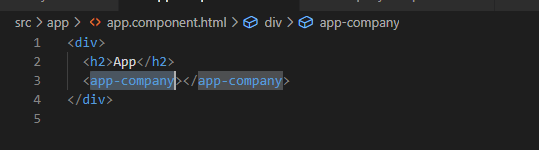 src > app > <> app.component.html > div > app-company
1 <div>
2 <h2>App</h2>
3 <app-company></app-company>
4 </div>
5